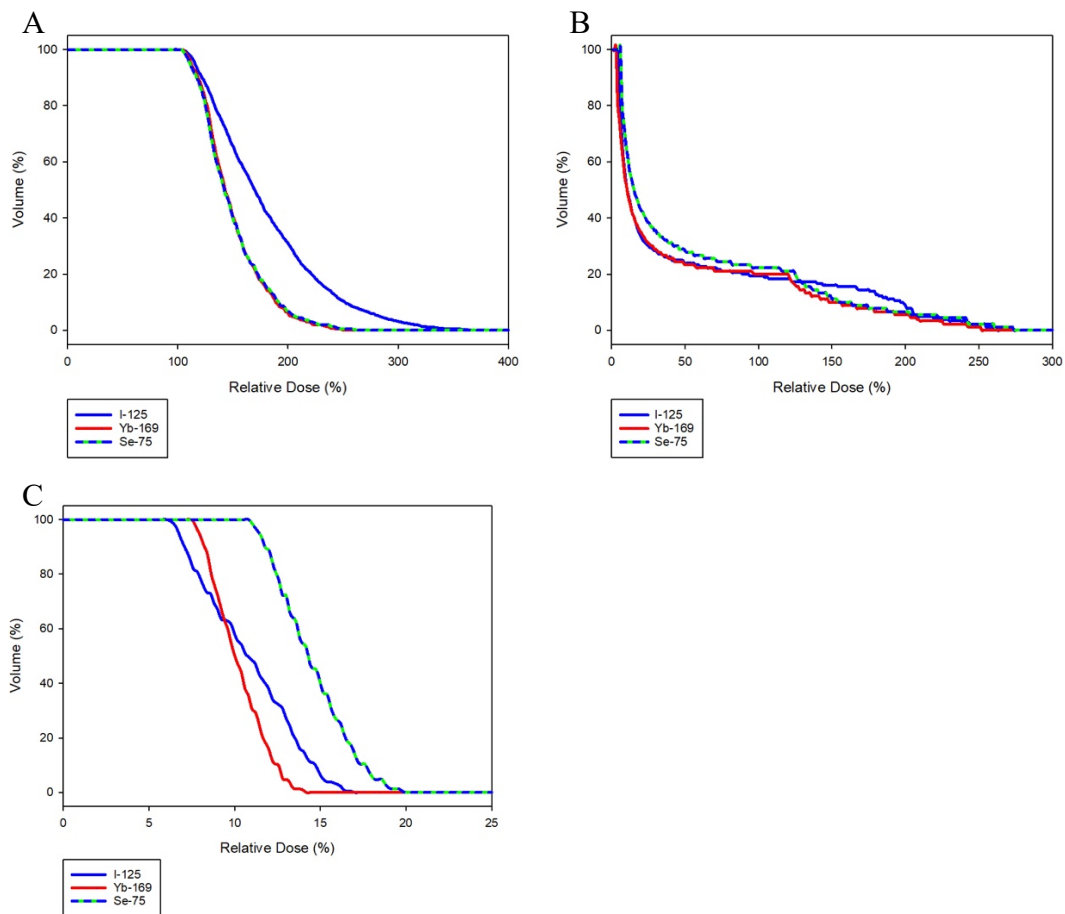 A
B
100
80
60
40
20
0
Volume (%)
0 100 200 300 400
Relative Dose (%)
I-125
Yb-169
Se-75
100
80
60
40
20
0
Volume (%)
0 50 100 150 200 250 300
Relative Dose (%)
I-125
Yb-169
Se-75
C
100
80
60
40
20
0
Volume (%)
0 5 10 15 20 25
Relative Dose (%)
I-125
Yb-169
Se-75